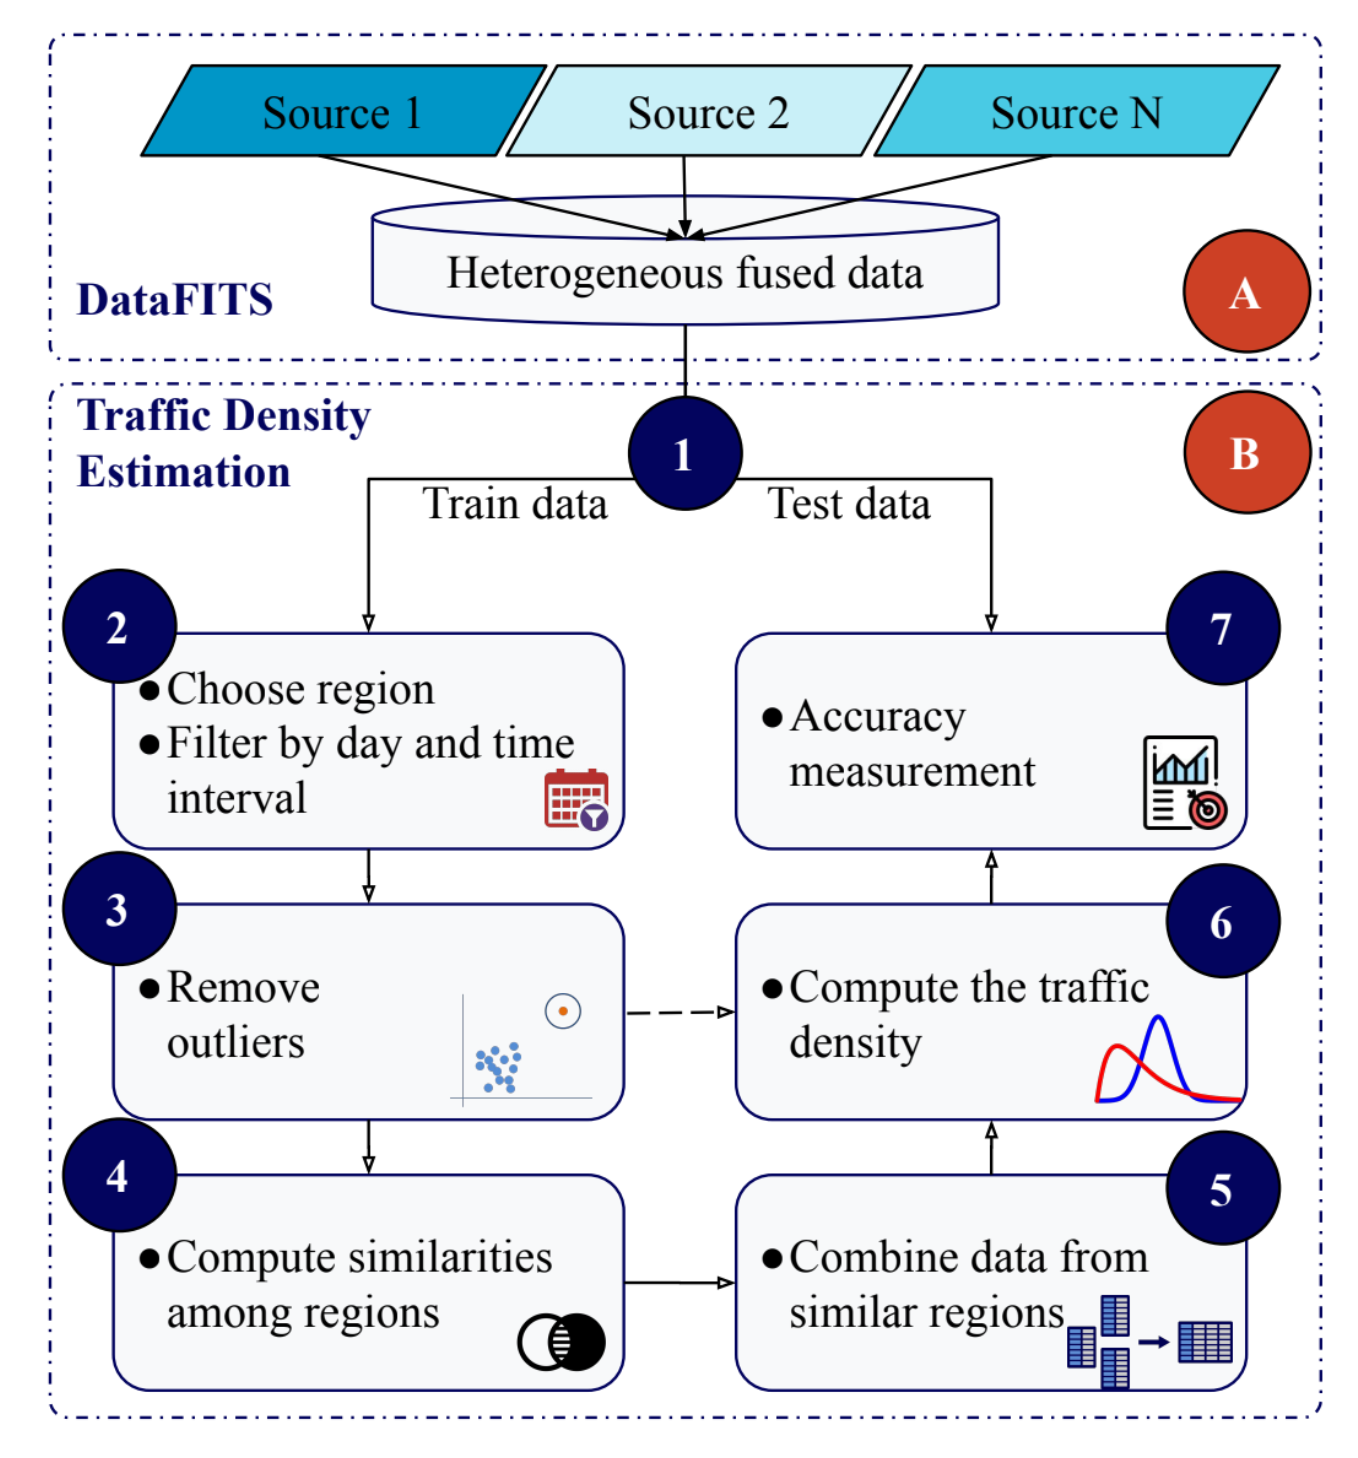 Source 1
Source 2
Source N
Heterogeneous fused data
DataFITS
A
Traffic Density
Estimation
B
1
Train data
Test data
2
● Choose region
● Filter by day and time
interval
7
● Accuracy
measurement
3
● Remove
outliers
6
● Compute the traffic
density
4
● Compute similarities
among regions
5
● Combine data from
similar regions